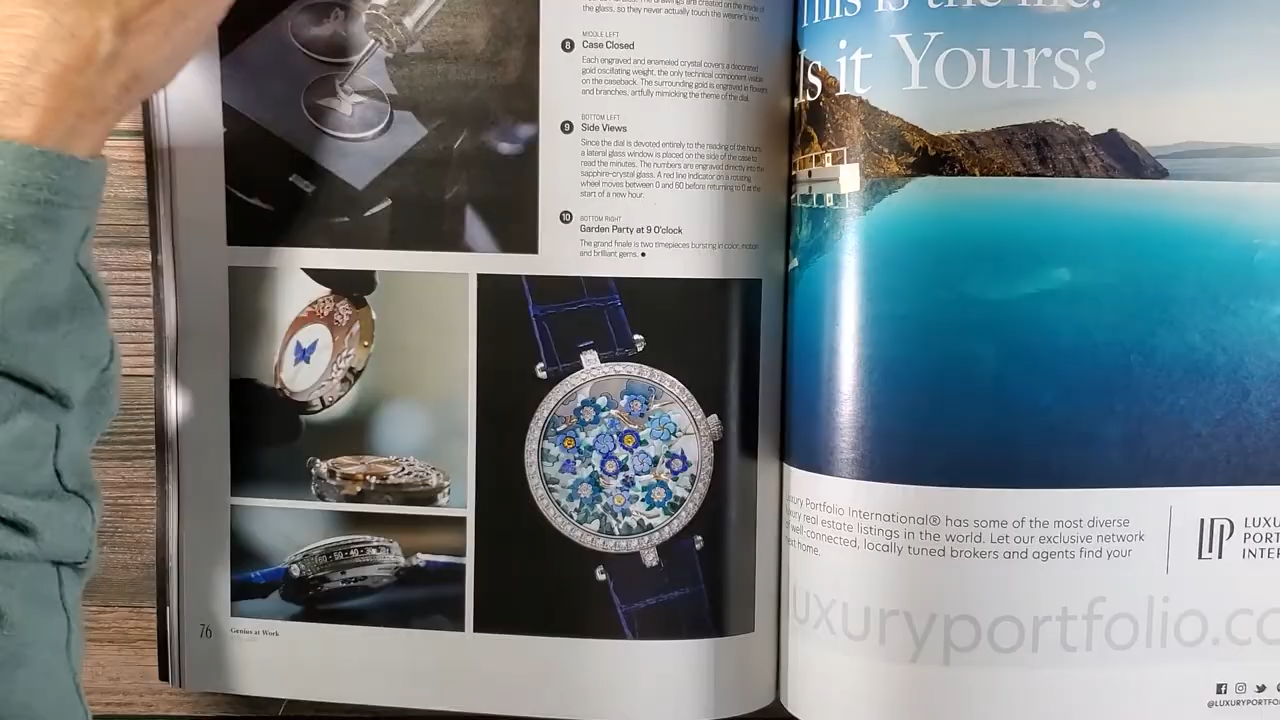 the glass, so they never actually touch the wearer's skin.
MIDDLE LEFT
8 Case Closed
Each engraved and enameled crystal covers a decorated
gold oscillating weight, the only technical component visible
on the caseback. The surrounding gold is engraved in flowers
and branches, artfully mimicking the theme of the dial.
BOTTOM LEFT
9 Side Views
Since the dial is devoted entirely to the reading of the hours
a lateral glass window is placed on the side of the case to
read the minutes. The numbers are engraved directly into the
sapphire-crystal glass. A red line indicator on a rotating
wheel moves between 0 and 60 before returning to 0 at the
start of a new hour.
10 BOTTOM RIGHT
Garden Party at 9 O'clock
The grand finale is two timepieces bursting in color, motion
and brilliant gems.
76 Genius at Work
This is the life.
Is it Yours?
Luxury Portfolio International® has some of the most diverse
luxury real estate listings in the world. Let our exclusive network
of well-connected, locally tuned brokers and agents find your
next home.
LP
LUXU
PORT
INTER
luxuryportfolio.co
@LUXURYPORTFO